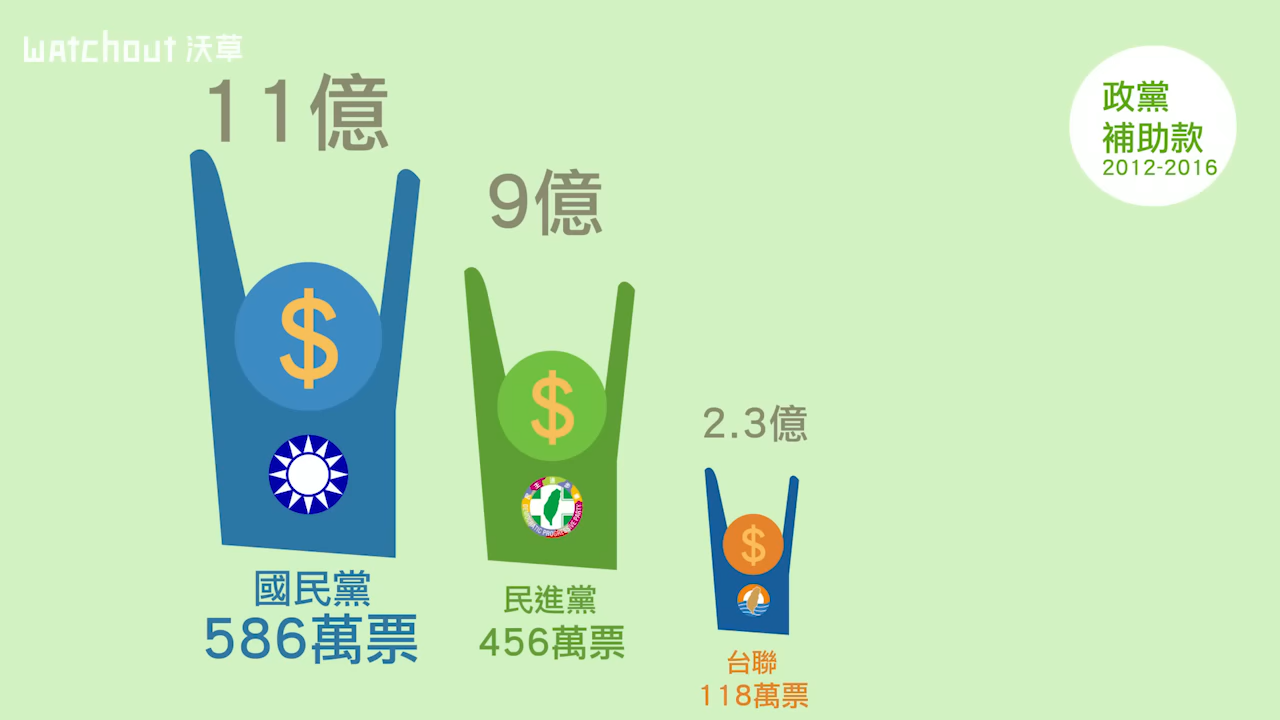 watchout 沃草
政黨
補助款
2012-2016
11億
9億
2.3億
$
$
$
國民黨
586萬票
民進黨
456萬票
台聯
118萬票